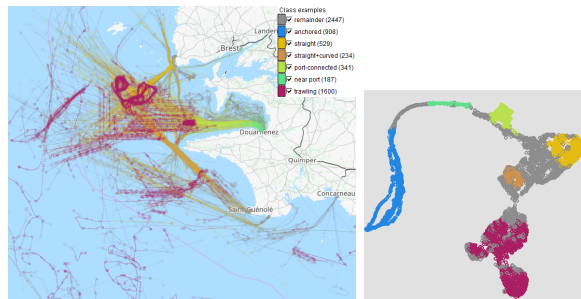 Class examples
remainder (2447)
anchored (908)
straight (529)
straight+curved (234)
port-connected (341)
near port (187)
trawling (1600)
Landern
Brest
Douarnenez
Quimper
Concarneau
Saint-Guénolé